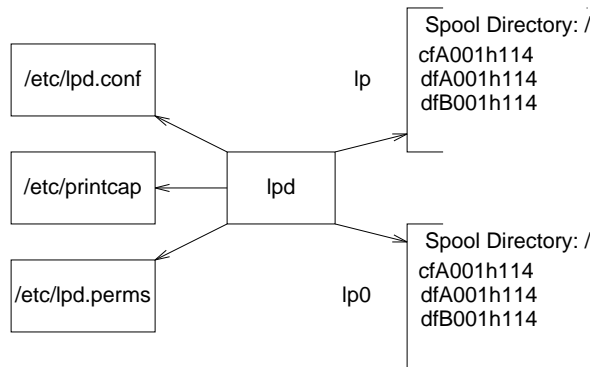 Spool Directory: /
cfA001h114
dfA001h114
dfB001h114
/etc/lpd.conf
lp
/etc/printcap
lpd
Spool Directory: /
cfA001h114
dfA001h114
dfB001h114
/etc/lpd.perms
lp0